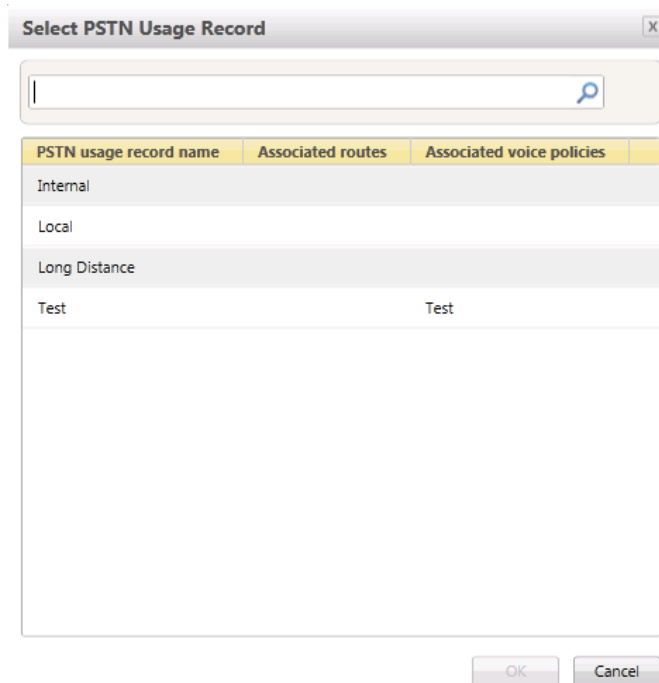 Select PSTN Usage Record
X
PSTN usage record name Associated routes Associated voice policies
Internal
Local
Long Distance
Test Test
OK Cancel